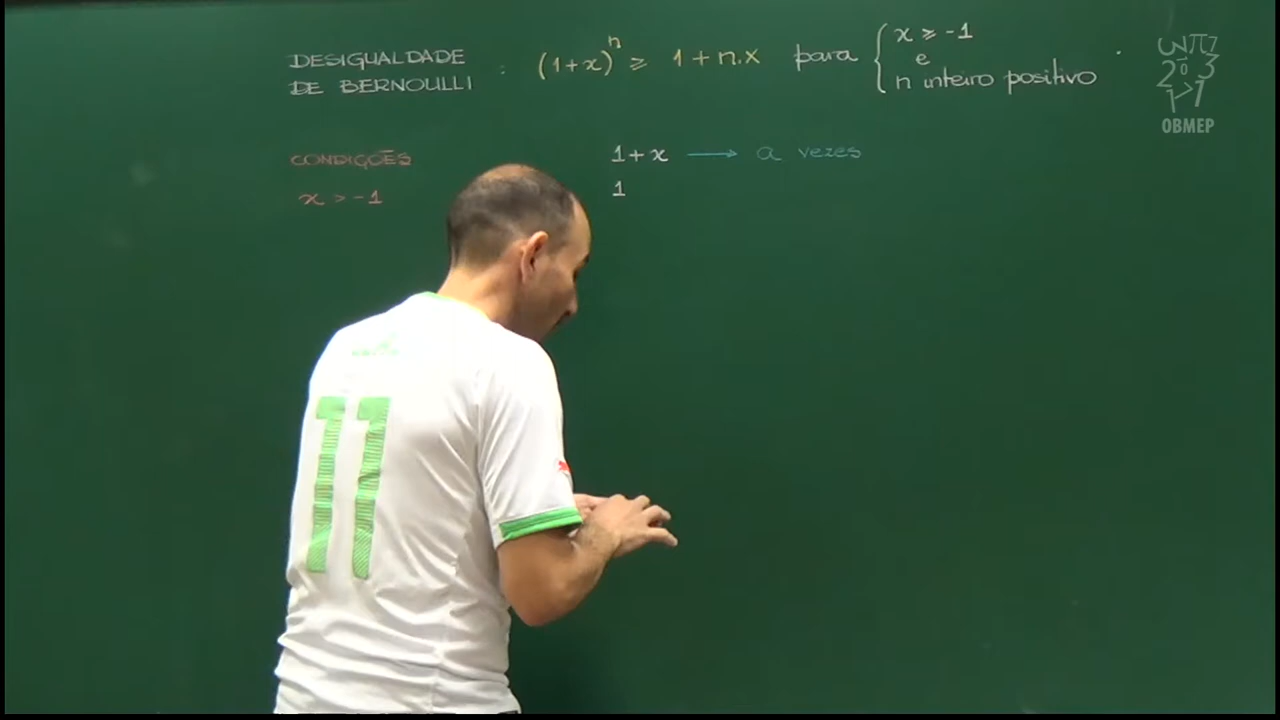 DESIGUALDADE
DE BERNOULLI : (1+x)^n ≥ 1 + n.x para { x ≥ -1
e
n inteiro positivo
OBMEP
CONDIÇÕES
1+x → a vezes
x > -1
1
11